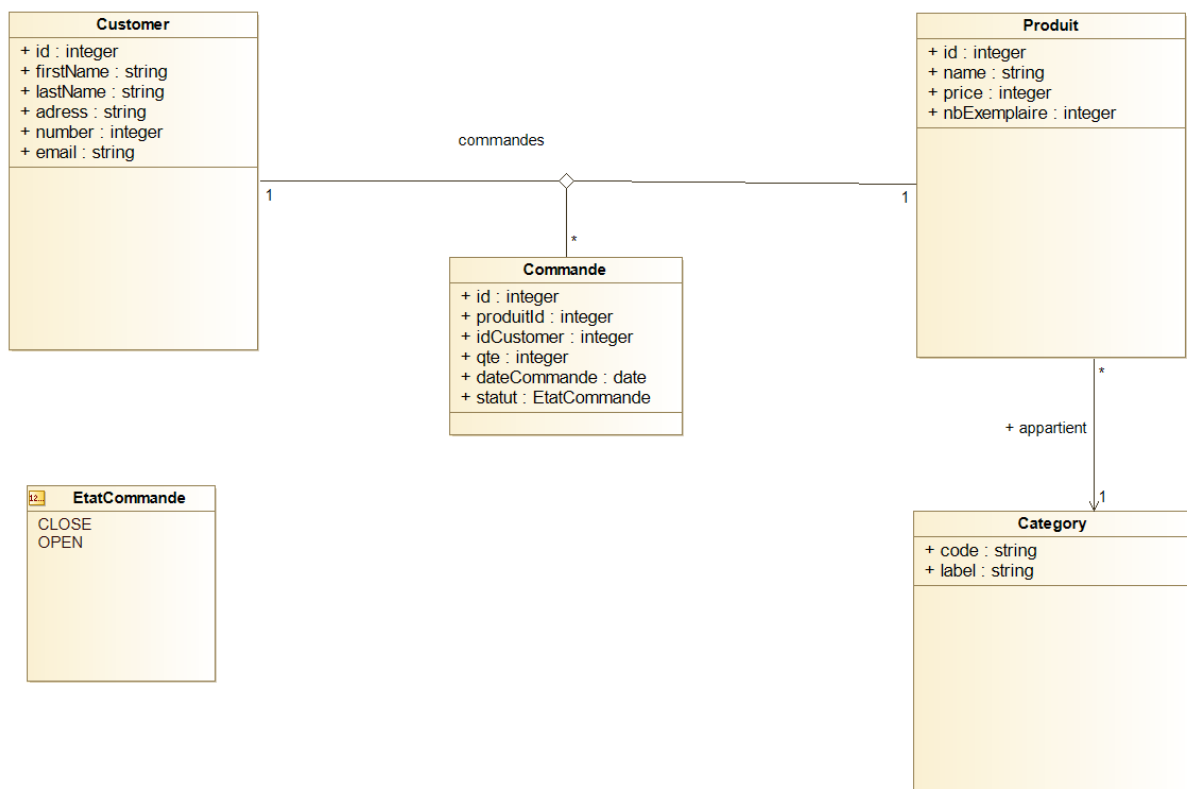 Customer
+ id : integer
+ firstName : string
+ lastName : string
+ adress : string
+ number : integer
+ email : string
Produit
+ id : integer
+ name : string
+ price : integer
+ nbExemplaire : integer
commandes
1
1
*
Commande
+ id : integer
+ produitId : integer
+ idCustomer : integer
+ qte : integer
+ dateCommande : date
+ statut : EtatCommande
*
+ appartient
1
12... EtatCommande
CLOSE
OPEN
Category
+ code : string
+ label : string